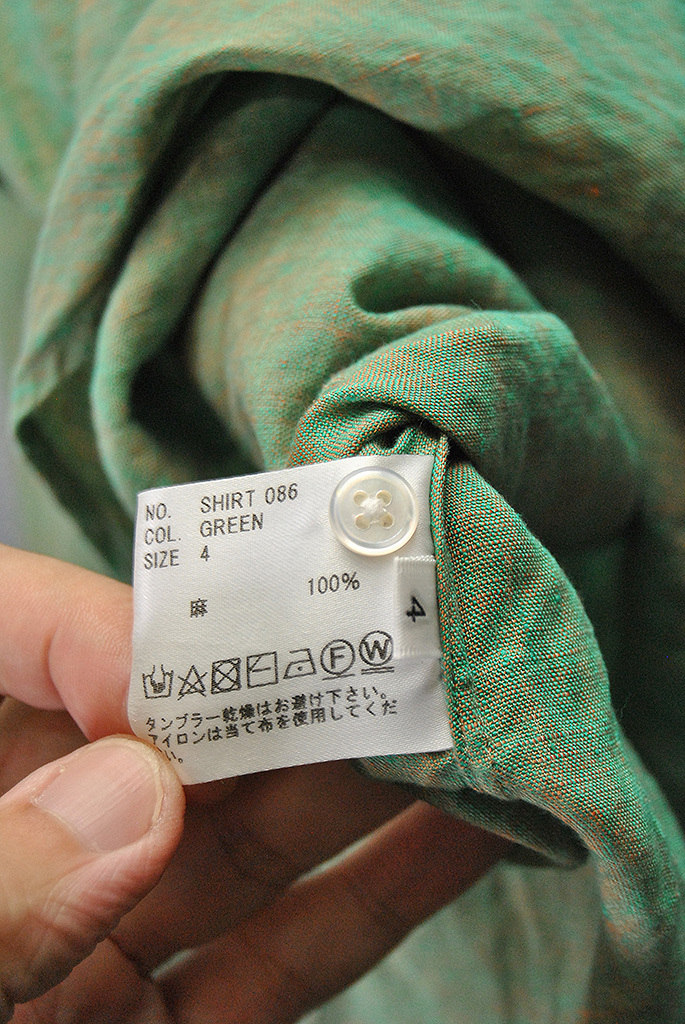 NO. SHIRT 086
COL. GREEN
SIZE 4
麻 100%
4
F W
タンブラー乾燥はお避け下さい。
アイロンは当て布を使用してくだ
い。